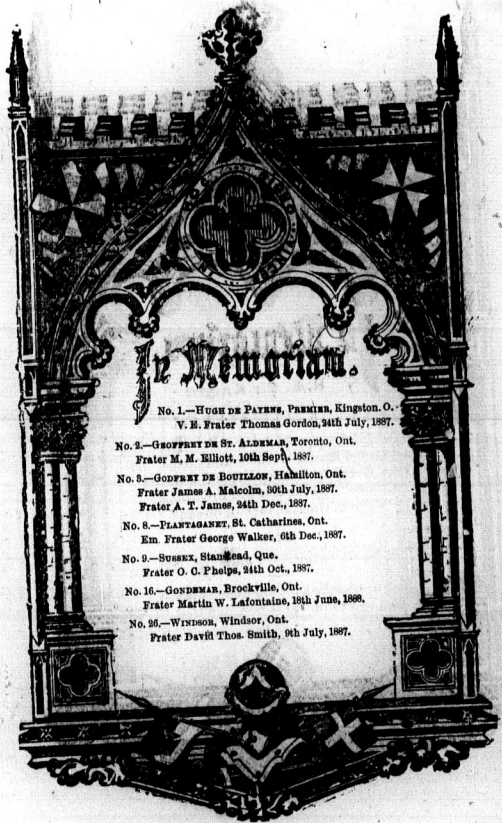 In Memoriam.
No. 1.—HUGH DE PAYENS, PREMIER, Kingston. O.
V. E. Frater Thomas Gordon, 24th July, 1887.
No. 2.—GEOFFREY DE ST. ALDEMAR, Toronto, Ont.
Frater M. M. Elliott, 10th Sept. 1887.
No. 3.—GODFREY DE BOUILLON, Hamilton, Ont.
Frater James A. Malcolm, 30th July, 1887.
Frater A. T. James, 24th Dec., 1887.
No. 8.—PLANTAGANET, St. Catharines, Ont.
Em. Frater George Walker, 6th Dec., 1887.
No. 9.—SUSSEX, Stanstead, Que.
Frater O. C. Phelps, 24th Oct., 1887.
No. 16.—GONDEMAR, Brockville, Ont.
Frater Martin W. Lafontaine, 18th June, 1888.
No. 26.—WINDSOR, Windsor, Ont.
Frater David Thos. Smith, 9th July, 1887.